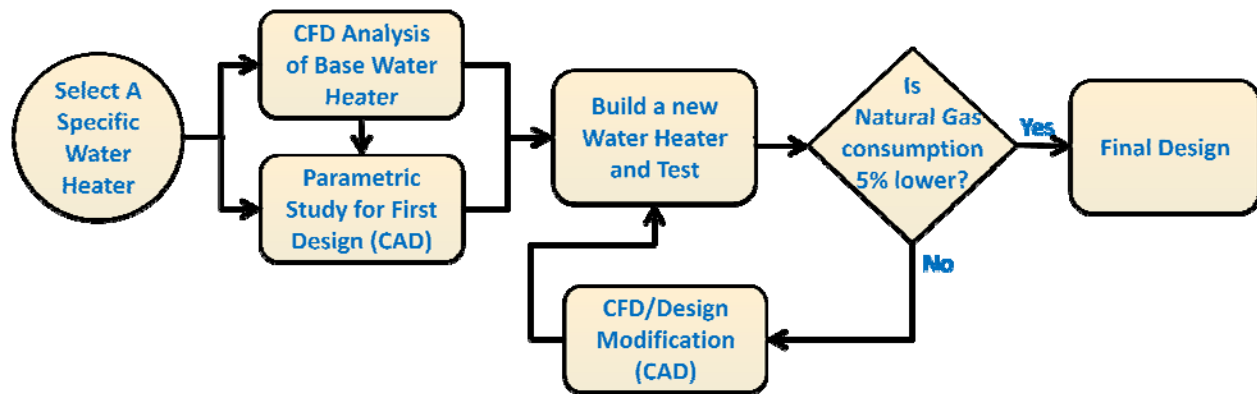 Select A
Specific
Water
Heater
CFD Analysis
of Base Water
Heater
Parametric
Study for First
Design (CAD)
Build a new
Water Heater
and Test
Is
Natural Gas
consumption
5% lower?
Yes
Final Design
No
CFD/Design
Modification
(CAD)